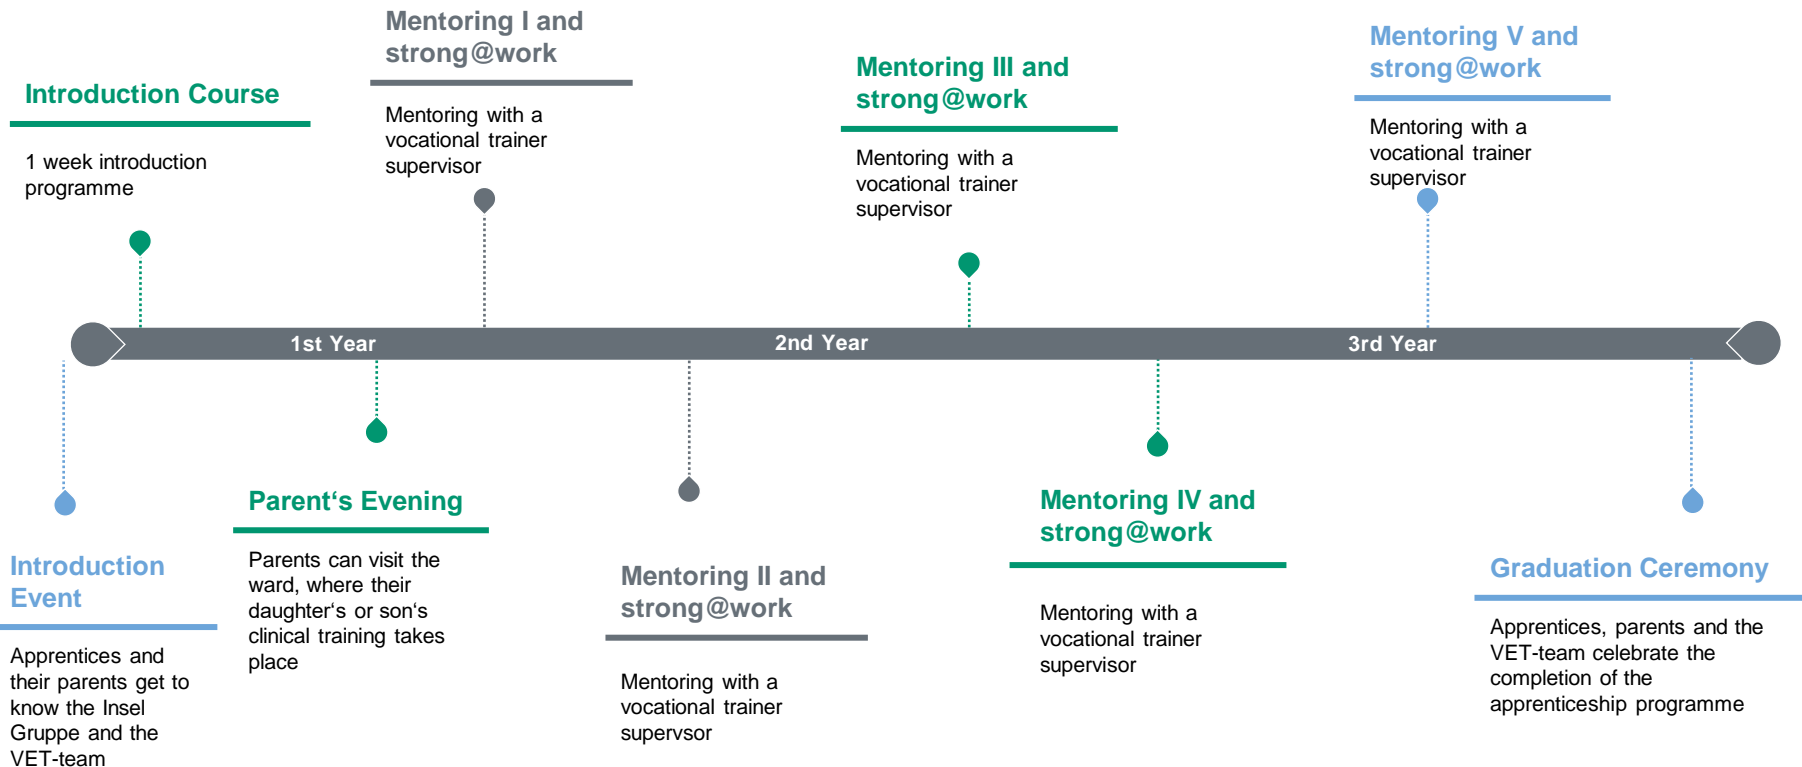 Introduction Course
1 week introduction
programme
Mentoring I and
strong@work
Mentoring with a
vocational trainer
supervisor
Mentoring III and
strong@work
Mentoring with a
vocational trainer
supervisor
Mentoring V and
strong@work
Mentoring with a
vocational trainer
supervisor
1st Year
2nd Year
3rd Year
Introduction
Event
Apprentices and
their parents get to
know the Insel
Gruppe and the
VET-team
Parent‘s Evening
Parents can visit the
ward, where their
daughter‘s or son‘s
clinical training takes
place
Mentoring II and
strong@work
Mentoring with a
vocational trainer
supervsor
Mentoring IV and
strong@work
Mentoring with a
vocational trainer
supervisor
Graduation Ceremony
Apprentices, parents and the
VET-team celebrate the
completion of the
apprenticeship programme